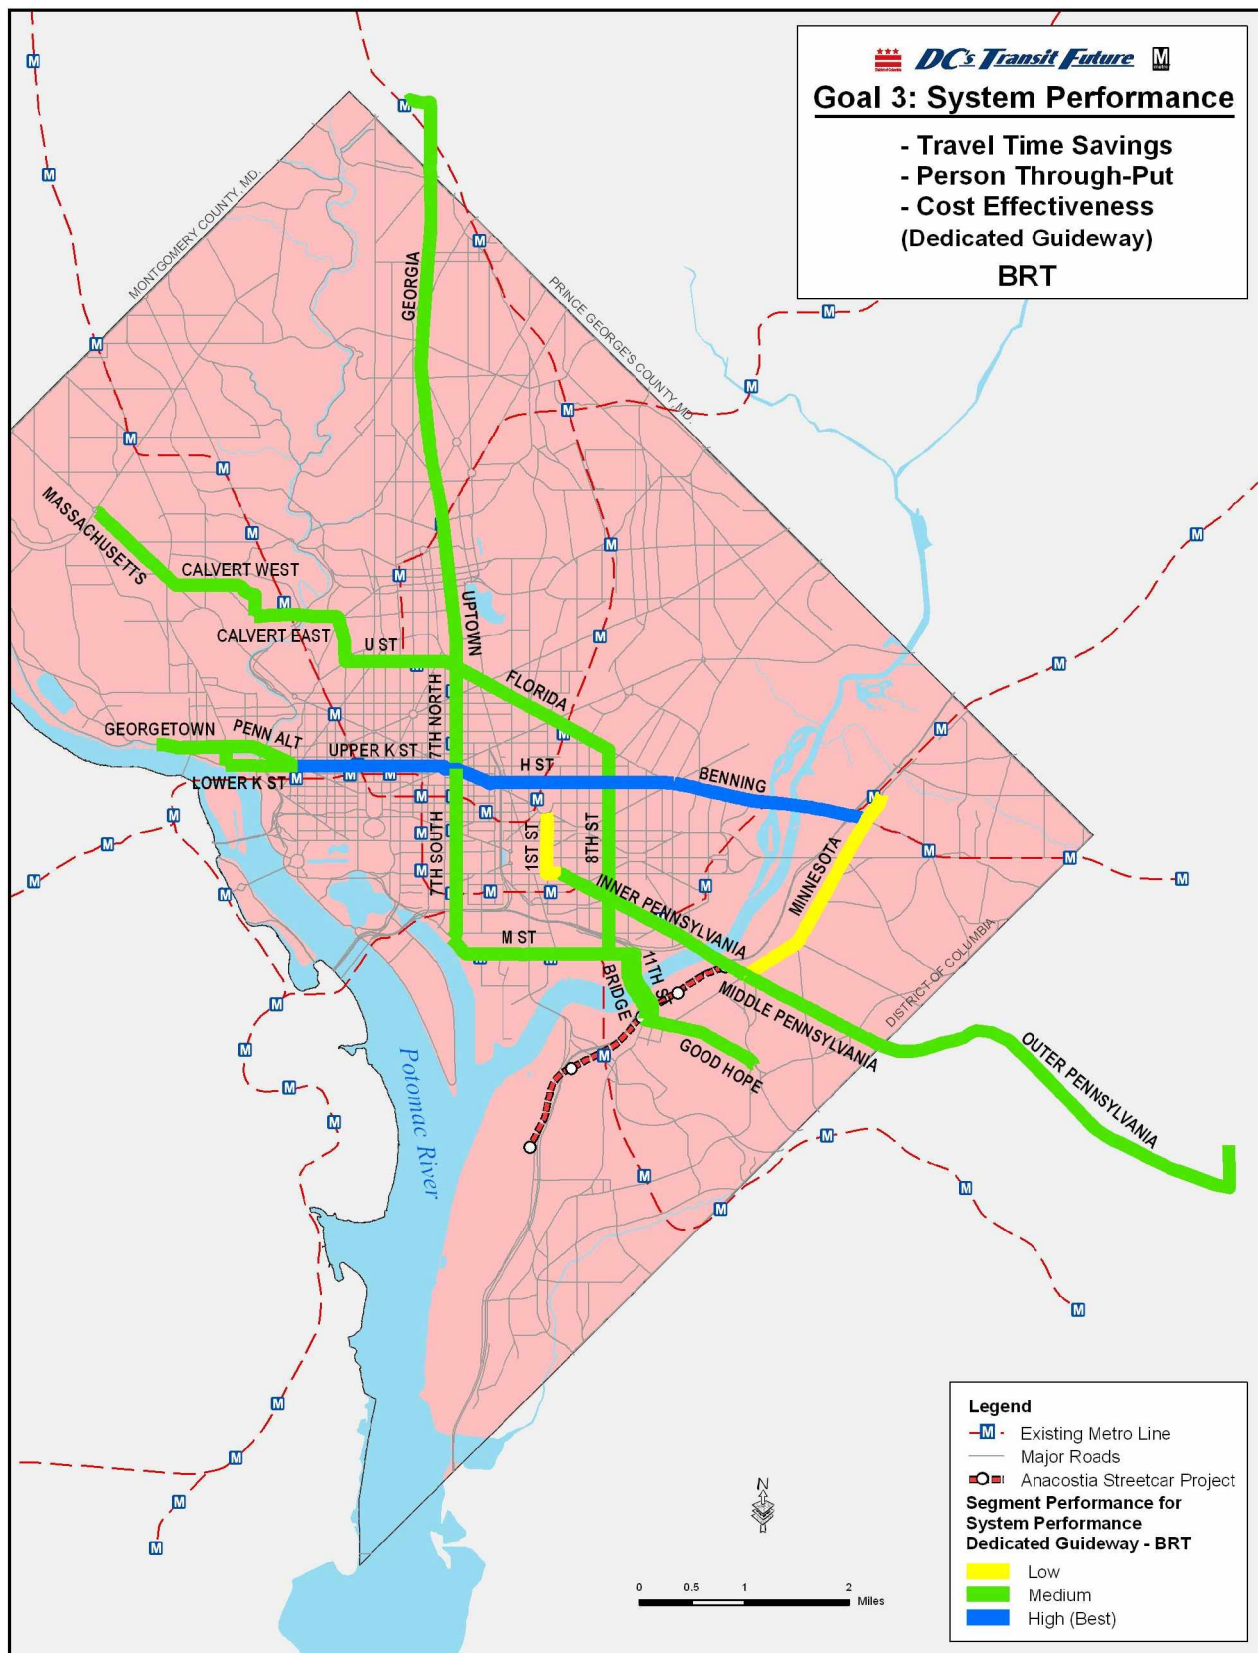 DC's Transit Future
Goal 3: System Performance
- Travel Time Savings
- Person Through-Put
- Cost Effectiveness
(Dedicated Guideway)
BRT
MONTGOMERY COUNTY, MD.
PRINCE GEORGE'S COUNTY, MD.
GEORGIA
MASSACHUSETTS
CALVERT WEST
CALVERT EAST
U ST
UPTOWN
FLORIDA
7TH NORTH
GEORGETOWN
PENN ALT
UPPER K ST
LOWER K ST
H ST
BENNING
7TH SOUTH
1ST ST
8TH ST
MINNESOTA
INNER PENNSYLVANIA
M ST
11TH ST
BRIDGE
MIDDLE PENNSYLVANIA
DISTRICT OF COLUMBIA
GOOD HOPE
OUTER PENNSYLVANIA
Potomac River
Legend
M Existing Metro Line
Major Roads
Anacostia Streetcar Project
Segment Performance for
System Performance
Dedicated Guideway - BRT
Low
Medium
High (Best)
N
0 0.5 1 2
Miles